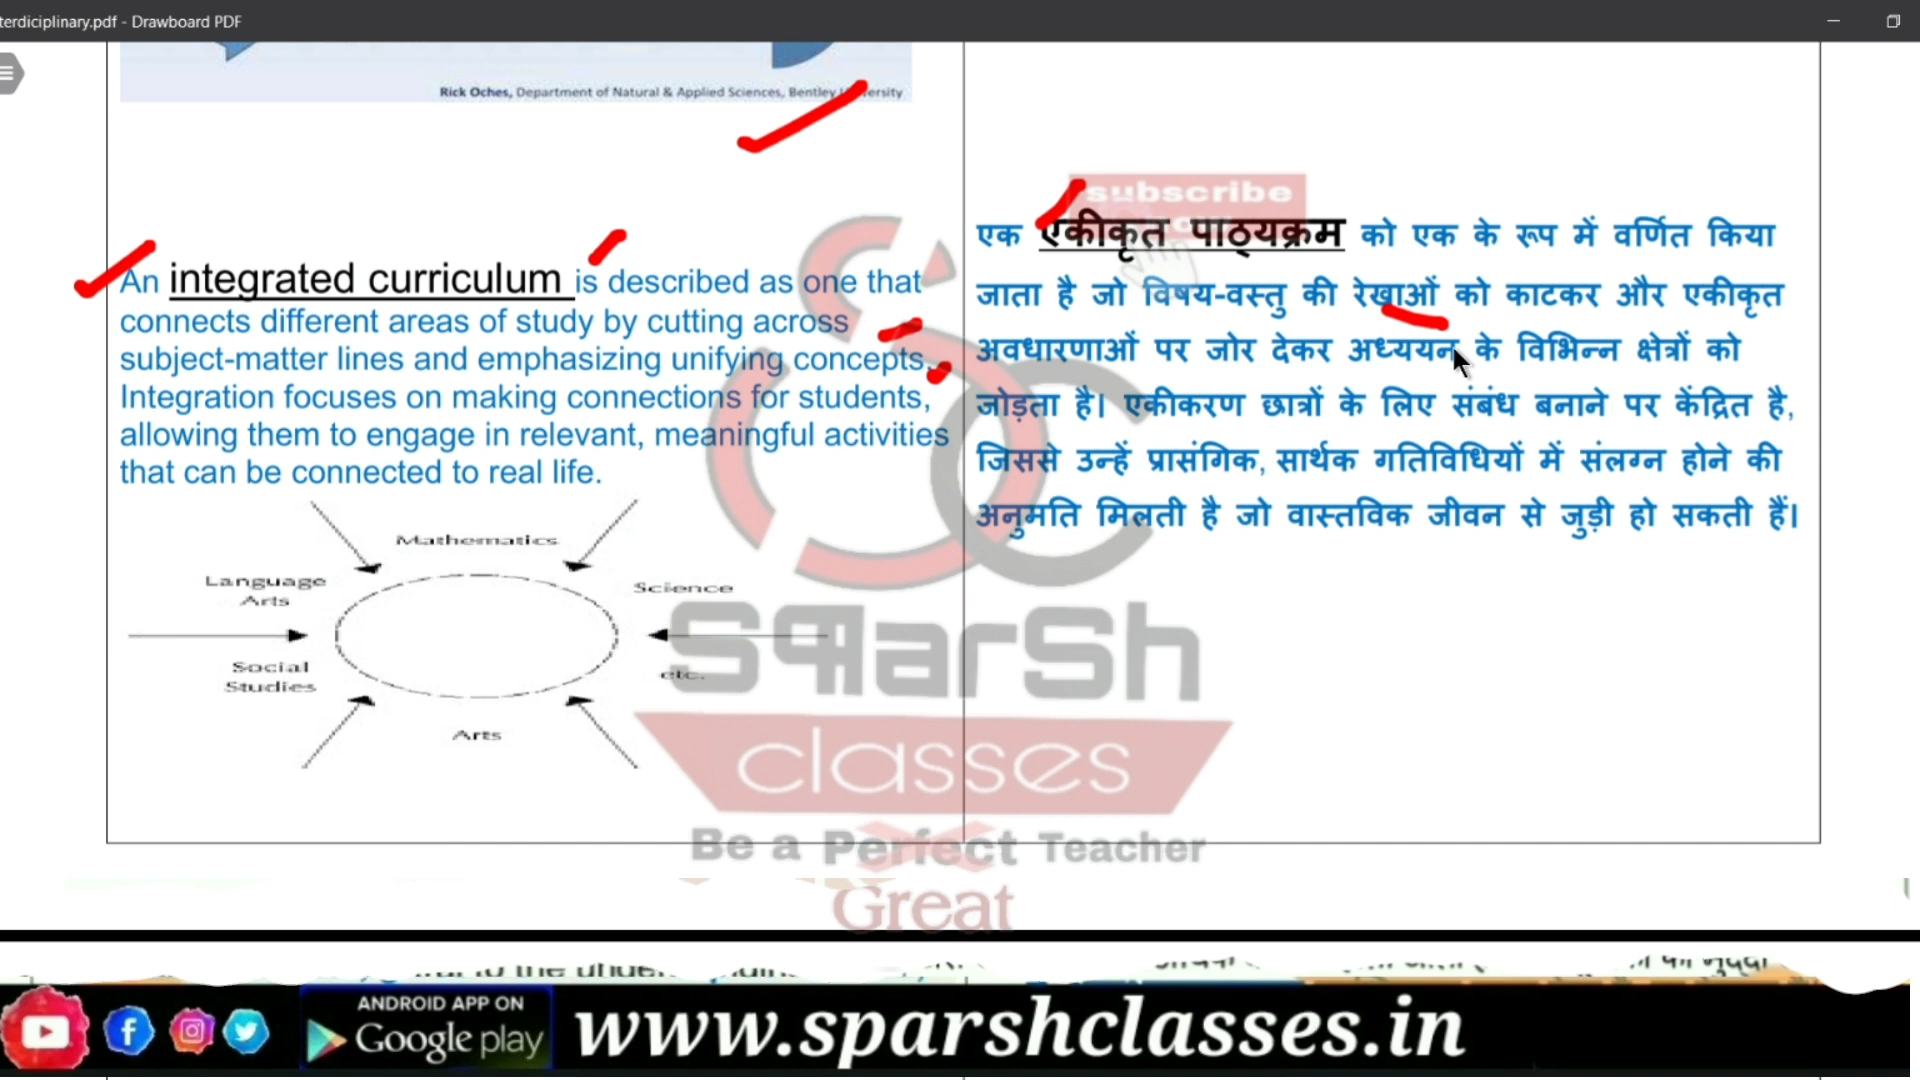 terdiciplinary.pdf - Drawboard PDF
Rick Oches, Department of Natural & Applied Sciences, Bentley
An integrated curriculum is described as one that
connects different areas of study by cutting across
subject-matter lines and emphasizing unifying concepts.
Integration focuses on making connections for students,
allowing them to engage in relevant, meaningful activities
that can be connected to real life.
Mathematics
Language
Arts
Science
Social
Studies
etc.
Arts
subscribe
एक एकीकृत पाठ्यक्रम को एक के रूप में वर्णित किया
जाता है जो विषय-वस्तु की रेखाओं को काटकर और एकीकृत
अवधारणाओं पर जोर देकर अध्ययन के विभिन्न क्षेत्रों को
जोड़ता है। एकीकरण छात्रों के लिए संबंध बनाने पर केंद्रित है,
जिससे उन्हें प्रासंगिक, सार्थक गतिविधियों में संलग्न होने की
अनुमति मिलती है जो वास्तविक जीवन से जुड़ी हो सकती हैं।
SपarSh
classes
Be a Perfect Teacher
Great
ANDROID APP ON
Google play
www.sparshclasses.in